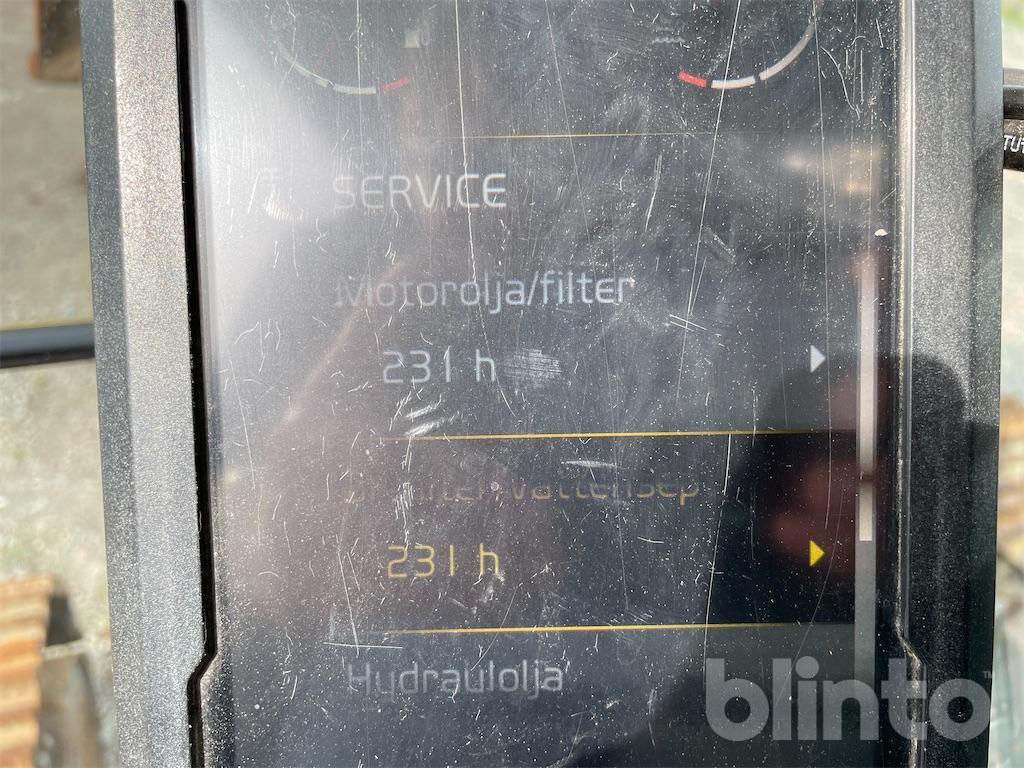 SERVICE
Motorolja/filter
231 h
231 h
Hydraulolja
blinto